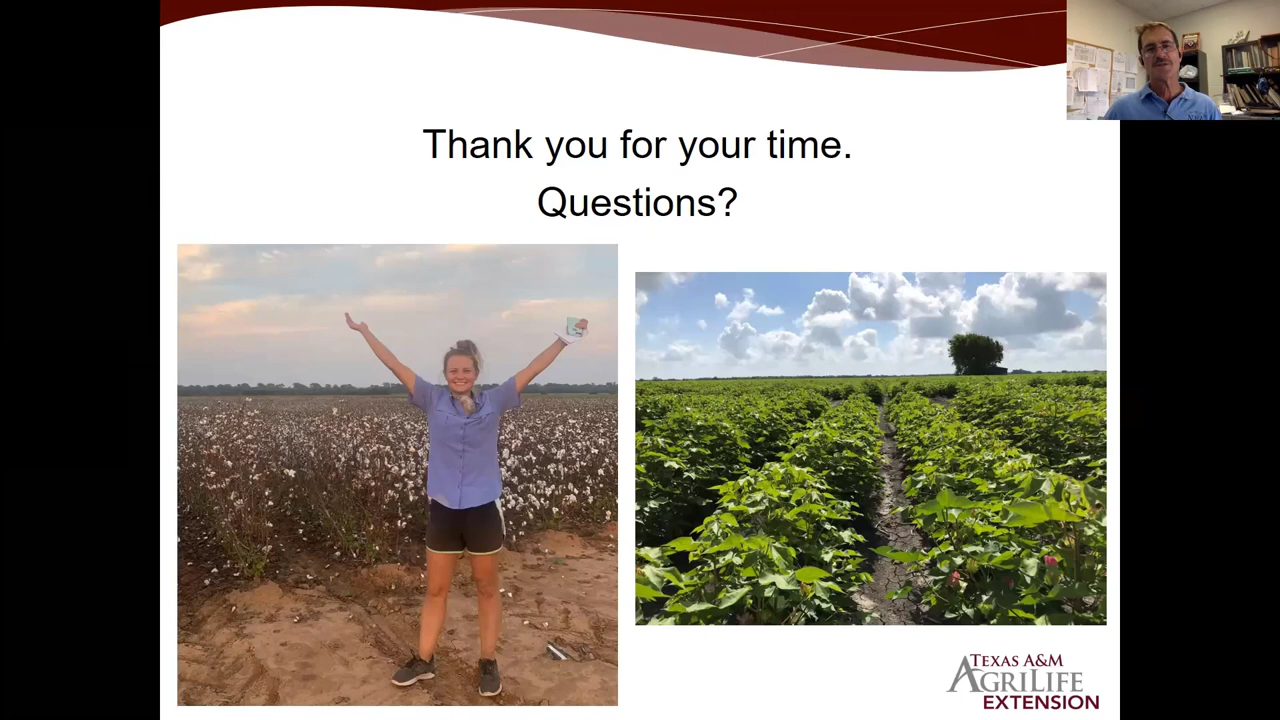 Thank you for your time.
Questions?
TEXAS A&M
AGRILIFE
EXTENSION